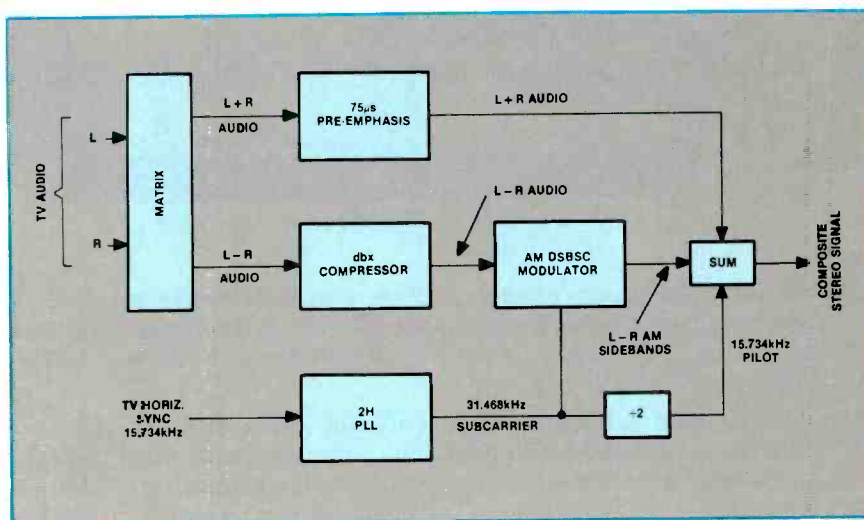 L + R
AUDIO
75µs
PRE-EMPHASIS
L + R AUDIO
TV AUDIO
L
R
MATRIX
L – R
AUDIO
dbx
COMPRESSOR
L – R AUDIO
AM DSBSC
MODULATOR
L – R AM
SIDEBANDS
SUM
COMPOSITE
STEREO SIGNAL
15.734kHz
PILOT
TV HORIZ.
SYNC
15.734kHz
2H
PLL
31.468kHz
SUBCARRIER
÷2